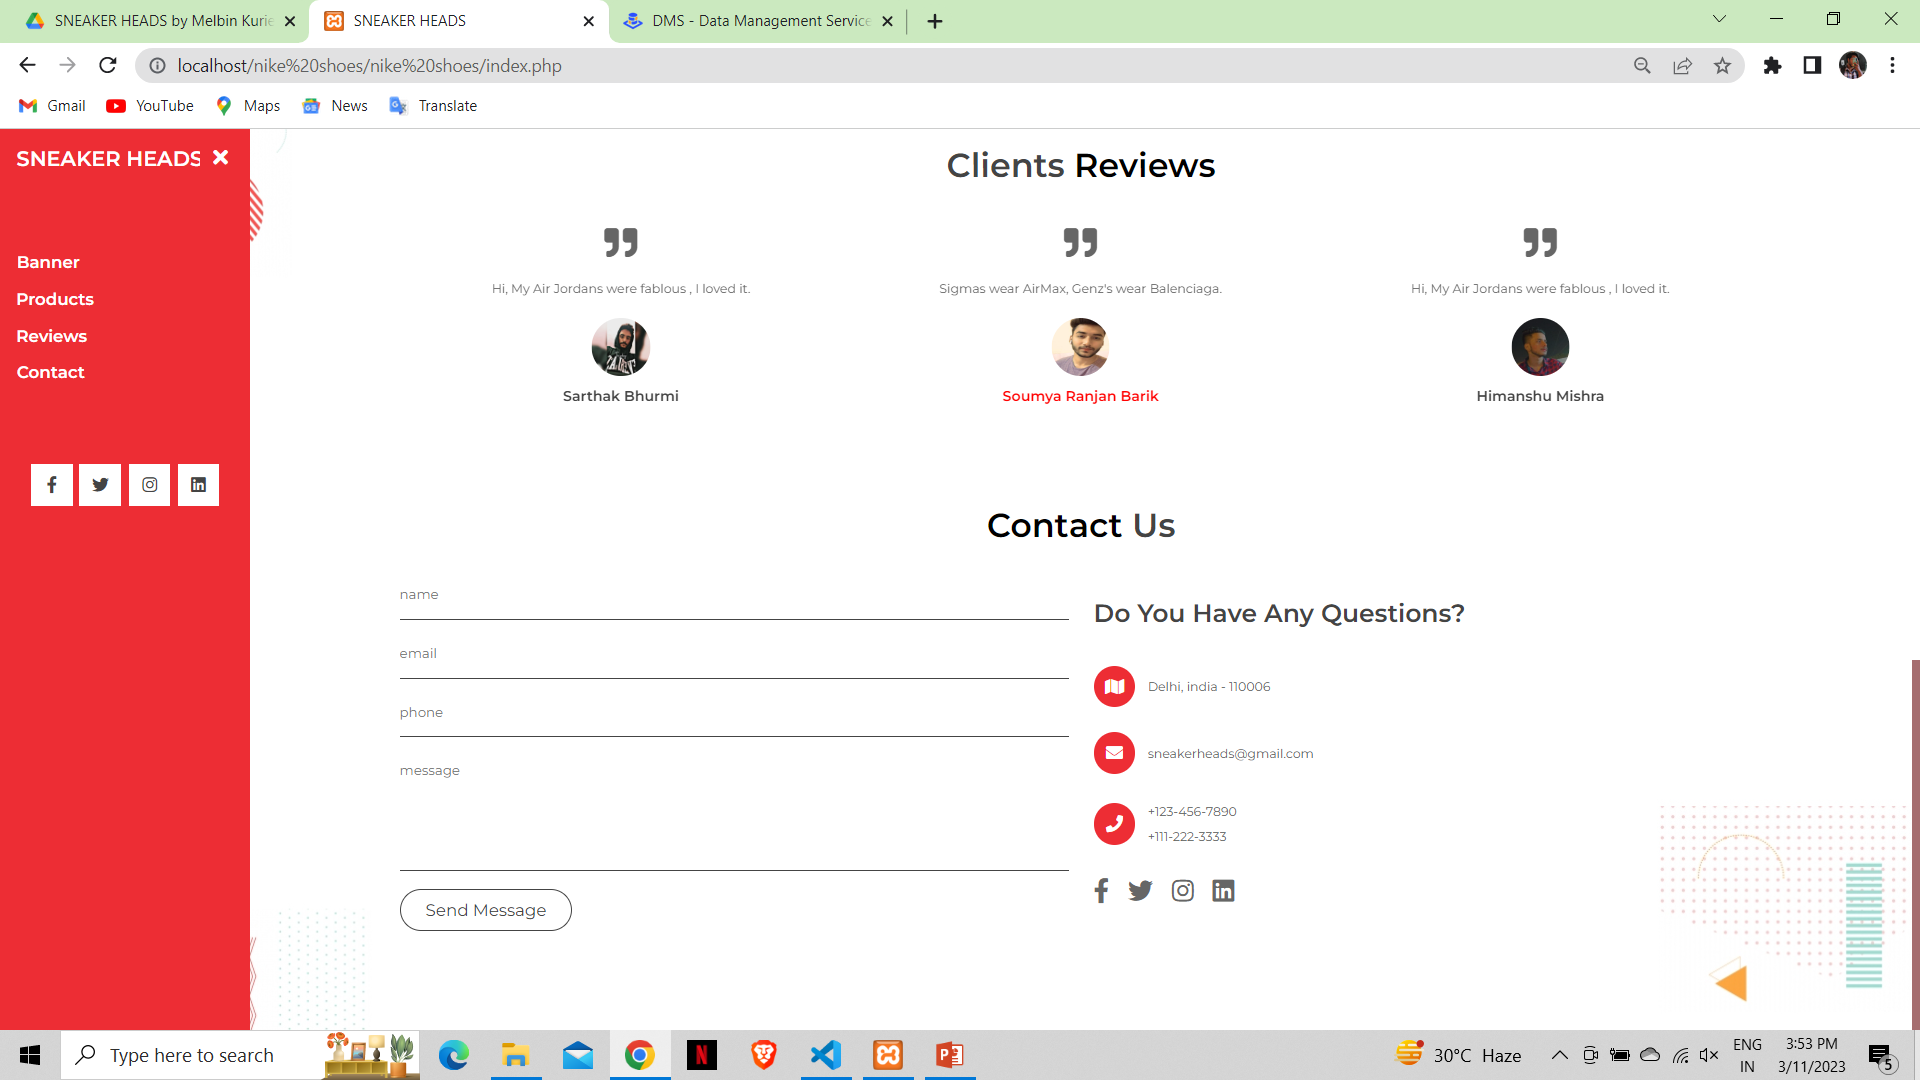 SNEAKER HEADS by Melbin Kurie
SNEAKER HEADS
DMS - Data Management Service
localhost/nike%20shoes/nike%20shoes/index.php
Gmail
YouTube
Maps
News
Translate
SNEAKER HEADS
Banner
Products
Reviews
Contact
Clients Reviews
Hi, My Air Jordans were fablous , I loved it.
Sarthak Bhurmi
Sigmas wear AirMax, Genz's wear Balenciaga.
Soumya Ranjan Barik
Hi, My Air Jordans were fablous , I loved it.
Himanshu Mishra
Contact Us
name
email
phone
message
Send Message
Do You Have Any Questions?
Delhi, india - 110006
sneakerheads@gmail.com
+123-456-7890
+111-222-3333
Type here to search
30°C Haze
ENG
IN
3:53 PM
3/11/2023
5